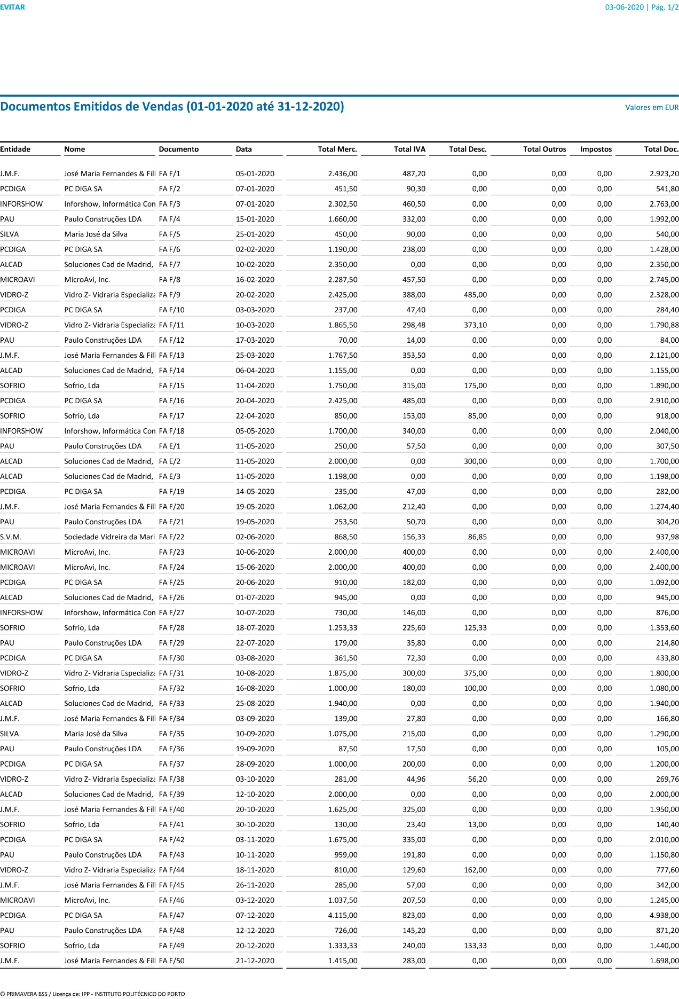 EVITAR 03-06-2020 | Pág. 1/2
Documentos Emitidos de Vendas (01-01-2020 até 31-12-2020) Valores em EUR
Entidade Nome Documento Data Total Merc. Total IVA Total Desc. Total Outros Impostos Total Doc.
J.M.F. José Maria Fernandes & Fill FA F/1 05-01-2020 2.436,00 487,20 0,00 0,00 0,00 2.923,20
PCDIGA PC DIGA SA FA F/2 07-01-2020 451,50 90,30 0,00 0,00 0,00 541,80
INFORSHOW Inforshow, Informática Con FA F/3 07-01-2020 2.302,50 460,50 0,00 0,00 0,00 2.763,00
PAU Paulo Construções LDA FA F/4 15-01-2020 1.660,00 332,00 0,00 0,00 0,00 1.992,00
SILVA Maria José da Silva FA F/5 25-01-2020 450,00 90,00 0,00 0,00 0,00 540,00
PCDIGA PC DIGA SA FA F/6 02-02-2020 1.190,00 238,00 0,00 0,00 0,00 1.428,00
ALCAD Soluciones Cad de Madrid, FA F/7 10-02-2020 2.350,00 0,00 0,00 0,00 0,00 2.350,00
MICROAVI MicroAvi, Inc. FA F/8 16-02-2020 2.287,50 457,50 0,00 0,00 0,00 2.745,00
VIDRO-Z Vidro Z- Vidraria Especializa FA F/9 20-02-2020 2.425,00 388,00 485,00 0,00 0,00 2.328,00
PCDIGA PC DIGA SA FA F/10 03-03-2020 237,00 47,40 0,00 0,00 0,00 284,40
VIDRO-Z Vidro Z- Vidraria Especializa FA F/11 10-03-2020 1.865,50 298,48 373,10 0,00 0,00 1.790,88
PAU Paulo Construções LDA FA F/12 17-03-2020 70,00 14,00 0,00 0,00 0,00 84,00
J.M.F. José Maria Fernandes & Fill FA F/13 25-03-2020 1.767,50 353,50 0,00 0,00 0,00 2.121,00
ALCAD Soluciones Cad de Madrid, FA F/14 06-04-2020 1.155,00 0,00 0,00 0,00 0,00 1.155,00
SOFRIO Sofrio, Lda FA F/15 11-04-2020 1.750,00 315,00 175,00 0,00 0,00 1.890,00
PCDIGA PC DIGA SA FA F/16 20-04-2020 2.425,00 485,00 0,00 0,00 0,00 2.910,00
SOFRIO Sofrio, Lda FA F/17 22-04-2020 850,00 153,00 85,00 0,00 0,00 918,00
INFORSHOW Inforshow, Informática Con FA F/18 05-05-2020 1.700,00 340,00 0,00 0,00 0,00 2.040,00
PAU Paulo Construções LDA FA E/1 11-05-2020 250,00 57,50 0,00 0,00 0,00 307,50
ALCAD Soluciones Cad de Madrid, FA E/2 11-05-2020 2.000,00 0,00 300,00 0,00 0,00 1.700,00
ALCAD Soluciones Cad de Madrid, FA E/3 11-05-2020 1.198,00 0,00 0,00 0,00 0,00 1.198,00
PCDIGA PC DIGA SA FA F/19 14-05-2020 235,00 47,00 0,00 0,00 0,00 282,00
J.M.F. José Maria Fernandes & Fill FA F/20 19-05-2020 1.062,00 212,40 0,00 0,00 0,00 1.274,40
PAU Paulo Construções LDA FA F/21 19-05-2020 253,50 50,70 0,00 0,00 0,00 304,20
S.V.M. Sociedade Vidreira da Mari FA F/22 02-06-2020 868,50 156,33 86,85 0,00 0,00 937,98
MICROAVI MicroAvi, Inc. FA F/23 10-06-2020 2.000,00 400,00 0,00 0,00 0,00 2.400,00
MICROAVI MicroAvi, Inc. FA F/24 15-06-2020 2.000,00 400,00 0,00 0,00 0,00 2.400,00
PCDIGA PC DIGA SA FA F/25 20-06-2020 910,00 182,00 0,00 0,00 0,00 1.092,00
ALCAD Soluciones Cad de Madrid, FA F/26 01-07-2020 945,00 0,00 0,00 0,00 0,00 945,00
INFORSHOW Inforshow, Informática Con FA F/27 10-07-2020 730,00 146,00 0,00 0,00 0,00 876,00
SOFRIO Sofrio, Lda FA F/28 18-07-2020 1.253,33 225,60 125,33 0,00 0,00 1.353,60
PAU Paulo Construções LDA FA F/29 22-07-2020 179,00 35,80 0,00 0,00 0,00 214,80
PCDIGA PC DIGA SA FA F/30 03-08-2020 361,50 72,30 0,00 0,00 0,00 433,80
VIDRO-Z Vidro Z- Vidraria Especializa FA F/31 10-08-2020 1.875,00 300,00 375,00 0,00 0,00 1.800,00
SOFRIO Sofrio, Lda FA F/32 16-08-2020 1.000,00 180,00 100,00 0,00 0,00 1.080,00
ALCAD Soluciones Cad de Madrid, FA F/33 25-08-2020 1.940,00 0,00 0,00 0,00 0,00 1.940,00
J.M.F. José Maria Fernandes & Fill FA F/34 03-09-2020 139,00 27,80 0,00 0,00 0,00 166,80
SILVA Maria José da Silva FA F/35 10-09-2020 1.075,00 215,00 0,00 0,00 0,00 1.290,00
PAU Paulo Construções LDA FA F/36 19-09-2020 87,50 17,50 0,00 0,00 0,00 105,00
PCDIGA PC DIGA SA FA F/37 28-09-2020 1.000,00 200,00 0,00 0,00 0,00 1.200,00
VIDRO-Z Vidro Z- Vidraria Especializa FA F/38 03-10-2020 281,00 44,96 56,20 0,00 0,00 269,76
ALCAD Soluciones Cad de Madrid, FA F/39 12-10-2020 2.000,00 0,00 0,00 0,00 0,00 2.000,00
J.M.F. José Maria Fernandes & Fill FA F/40 20-10-2020 1.625,00 325,00 0,00 0,00 0,00 1.950,00
SOFRIO Sofrio, Lda FA F/41 30-10-2020 130,00 23,40 13,00 0,00 0,00 140,40
PCDIGA PC DIGA SA FA F/42 03-11-2020 1.675,00 335,00 0,00 0,00 0,00 2.010,00
PAU Paulo Construções LDA FA F/43 10-11-2020 959,00 191,80 0,00 0,00 0,00 1.150,80
VIDRO-Z Vidro Z- Vidraria Especializa FA F/44 18-11-2020 810,00 129,60 162,00 0,00 0,00 777,60
J.M.F. José Maria Fernandes & Fill FA F/45 26-11-2020 285,00 57,00 0,00 0,00 0,00 342,00
MICROAVI MicroAvi, Inc. FA F/46 03-12-2020 1.037,50 207,50 0,00 0,00 0,00 1.245,00
PCDIGA PC DIGA SA FA F/47 07-12-2020 4.115,00 823,00 0,00 0,00 0,00 4.938,00
PAU Paulo Construções LDA FA F/48 12-12-2020 726,00 145,20 0,00 0,00 0,00 871,20
SOFRIO Sofrio, Lda FA F/49 20-12-2020 1.333,33 240,00 133,33 0,00 0,00 1.440,00
J.M.F. José Maria Fernandes & Fill FA F/50 21-12-2020 1.415,00 283,00 0,00 0,00 0,00 1.698,00
© PRIMAVERA BSS / Licença de: IPP - INSTITUTO POLITÉCNICO DO PORTO